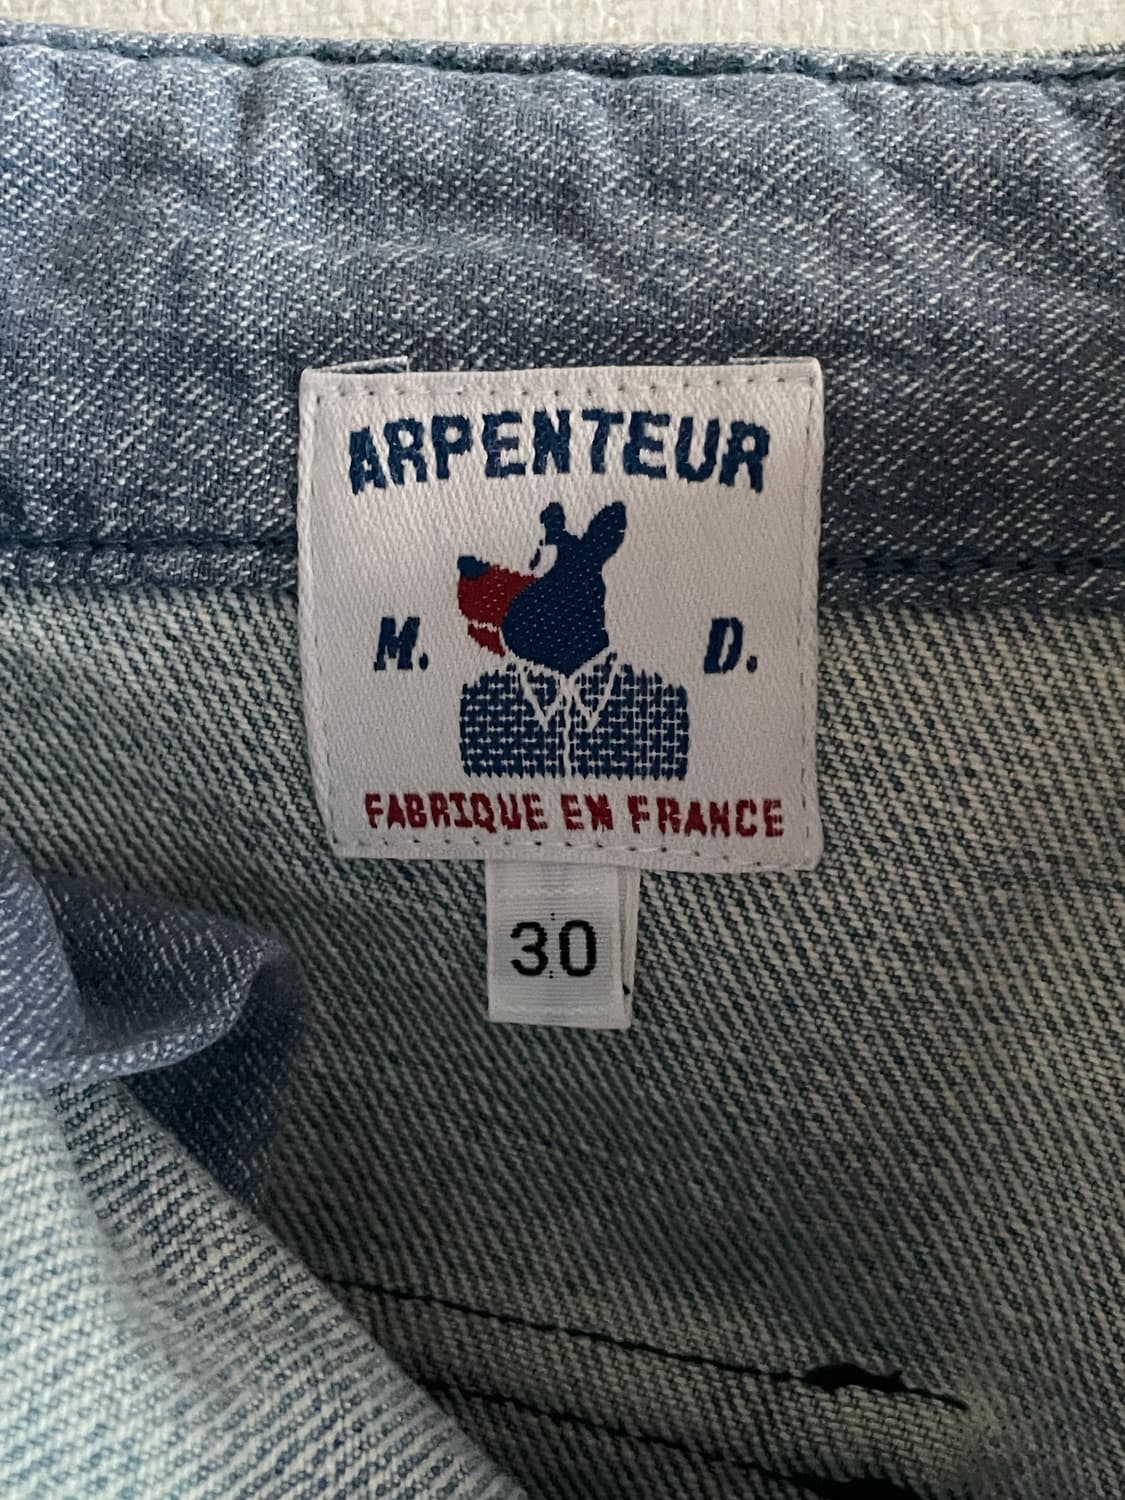 ARPENTEUR
M. D.
FABRIQUE EN FRANCE
30